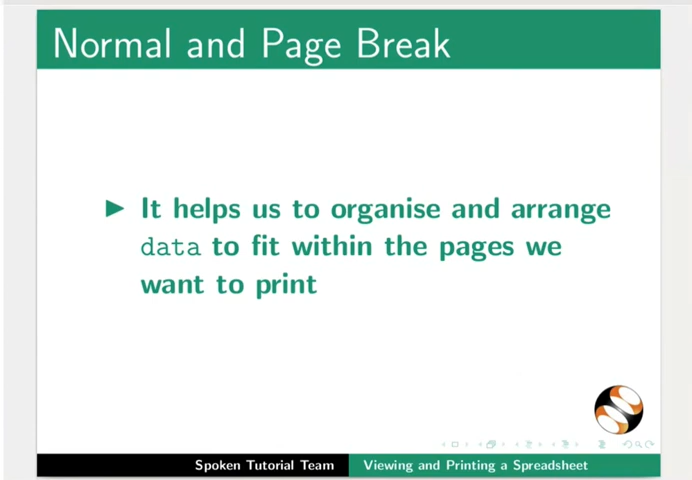 Normal and Page Break
It helps us to organise and arrange
data to fit within the pages we
want to print
Spoken Tutorial Team
Viewing and Printing a Spreadsheet